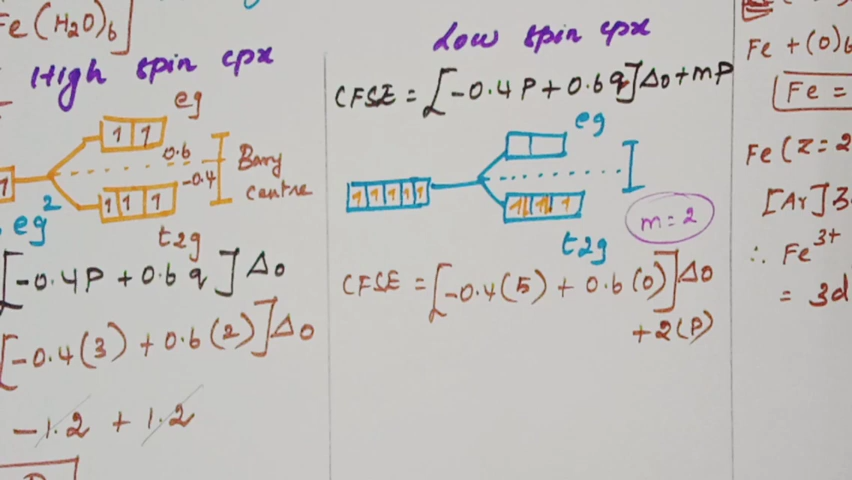 Fe(H2O)6]
High spin cpx
eg
1 1
0.6
-0.4
Bary
centre
1
1 1 1
eg²
t2g
[-0.4P + 0.6 q] Δo
[-0.4(3) + 0.6(2)]Δo
-1.2 + 1.2
Low spin cpx
CFSE = [-0.4P + 0.6q]Δo+mP
eg
1 1 1 1 1
t2g
m = 2
CFSE = [-0.4(5) + 0.6(0)]Δo
+2(P)
Fe +(0)6
Fe =
Fe(Z = 2
[Ar]3
∴ Fe³⁺
= 3d